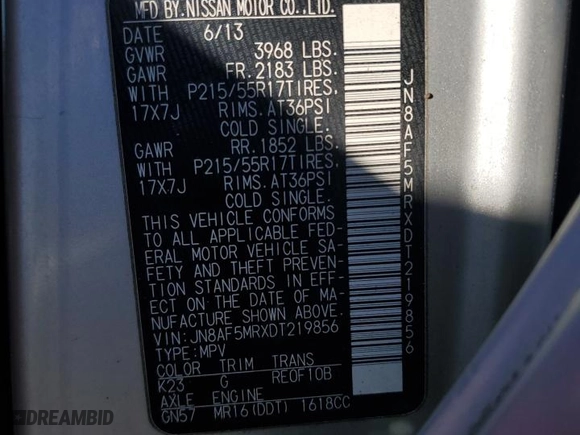 MFD BY.NISSAN MOTOR CO.,LTD.
DATE 6/13
GVWR 3968 LBS.
GAWR FR.2183 LBS.
WITH P215/55R17TIRES,
17X7J RIMS.AT36PSI
COLD SINGLE.
GAWR RR.1852 LBS.
WITH P215/55R17TIRES,
17X7J RIMS.AT36PSI
COLD SINGLE.
THIS VEHICLE CONFORMS
TO ALL APPLICABLE FED-
ERAL MOTOR VEHICLE SA-
FETY AND THEFT PREVEN-
TION STANDARDS IN EFF-
ECT ON THE DATE OF MA-
NUFACTURE SHOWN ABOVE.
VIN:JN8AF5MRXDT219856
TYPE:MPV
COLOR TRIM TRANS
K23 G RE0F10B
AXLE ENGINE
GN57 MR16(DDT) 1618CC
JN8AF5MRXDT219856
DREAMBID